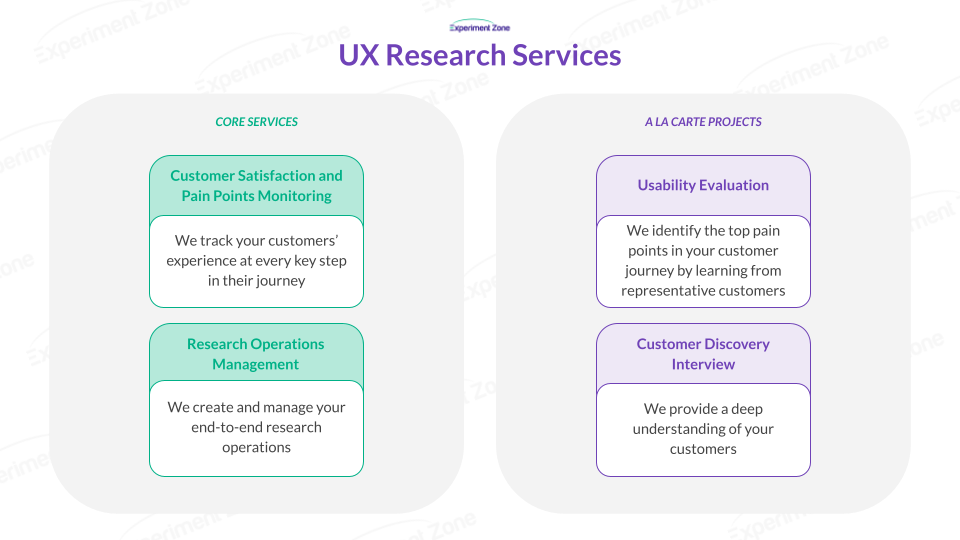 Experiment Zone
UX Research Services
CORE SERVICES
Customer Satisfaction and
Pain Points Monitoring
We track your customers'
experience at every key step
in their journey
Research Operations
Management
We create and manage your
end-to-end research
operations
A LA CARTE PROJECTS
Usability Evaluation
We identify the top pain
points in your customer
journey by learning from
representative customers
Customer Discovery
Interview
We provide a deep
understanding of your
customers